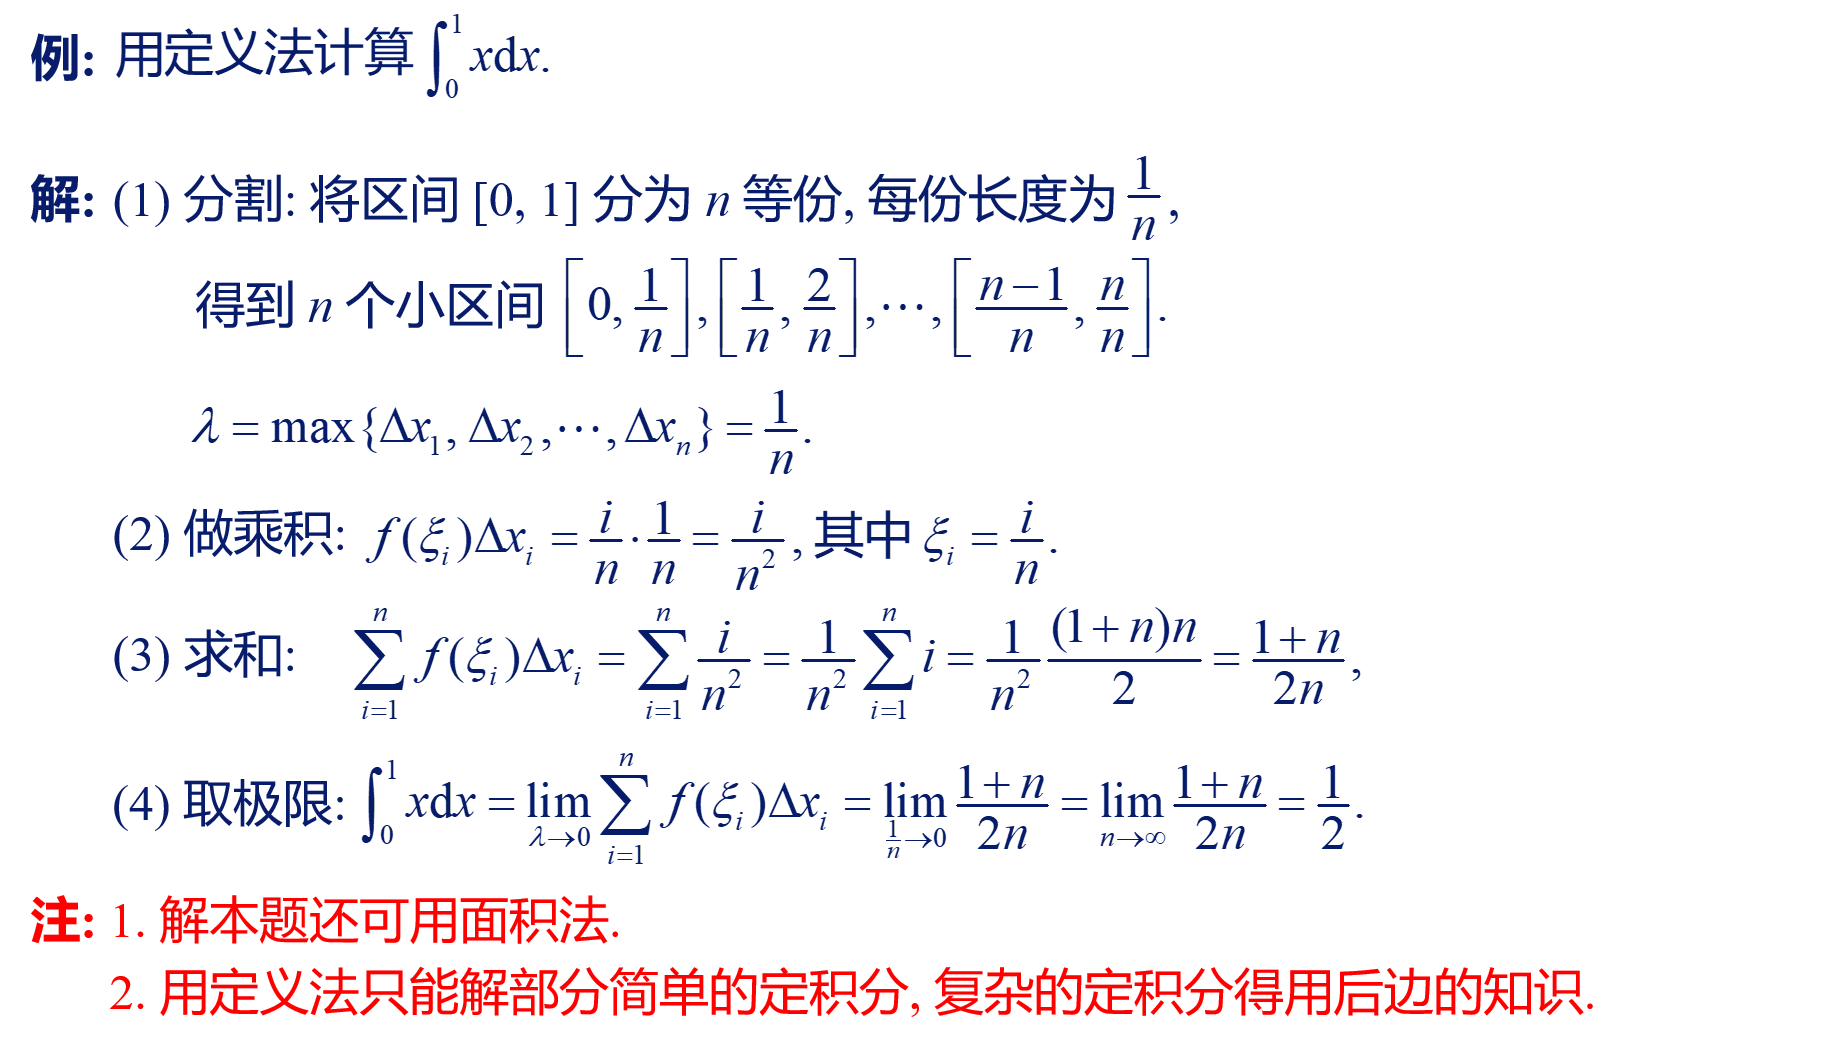 例: 用定义法计算 $\int_0^1 x\mathrm{d}x$.
解: (1) 分割: 将区间 [0, 1] 分为 $n$ 等份, 每份长度为 $\frac{1}{n}$,
得到 $n$ 个小区间 $\left[0, \frac{1}{n}\right], \left[\frac{1}{n}, \frac{2}{n}\right], \cdots, \left[\frac{n-1}{n}, \frac{n}{n}\right]$.
$\lambda = \max\{\Delta x_1, \Delta x_2, \cdots, \Delta x_n\} = \frac{1}{n}$.
(2) 做乘积: $f(\xi_i)\Delta x_i = \frac{i}{n} \cdot \frac{1}{n} = \frac{i}{n^2}$, 其中 $\xi_i = \frac{i}{n}$.
(3) 求和: $\sum_{i=1}^n f(\xi_i)\Delta x_i = \sum_{i=1}^n \frac{i}{n^2} = \frac{1}{n^2}\sum_{i=1}^n i = \frac{1}{n^2}\frac{(1+n)n}{2} = \frac{1+n}{2n}$,
(4) 取极限: $\int_0^1 x\mathrm{d}x = \lim_{\lambda \to 0}\sum_{i=1}^n f(\xi_i)\Delta x_i = \lim_{\frac{1}{n} \to 0}\frac{1+n}{2n} = \lim_{n \to \infty}\frac{1+n}{2n} = \frac{1}{2}$.
注: 1. 解本题还可用面积法.
2. 用定义法只能解部分简单的定积分, 复杂的定积分得用后边的知识.